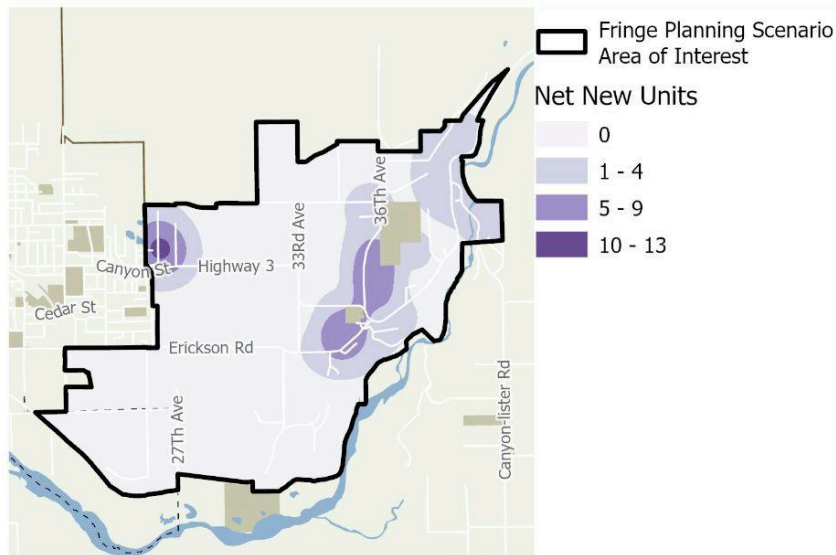 Fringe Planning Scenario
Area of Interest
Net New Units
0
1 - 4
5 - 9
10 - 13
36Th Ave
33Rd Ave
Canyon St
Highway 3
Cedar St
Erickson Rd
27Th Ave
Canyon-lister Rd